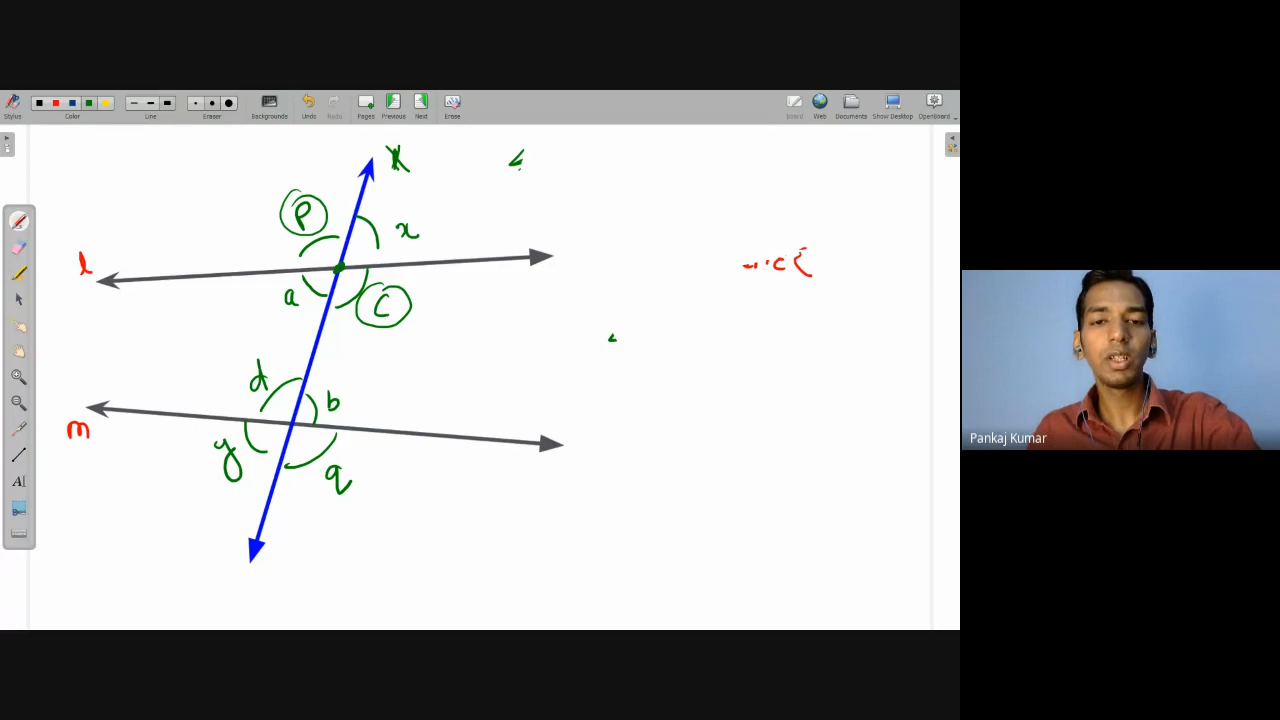 Stylus Color Line Eraser Backgrounds Undo Redo Pages Previous Next Erase Board Web Documents Show Desktop OpenBoard
P
x
l
a
C
d
b
m
y
q
Pankaj Kumar